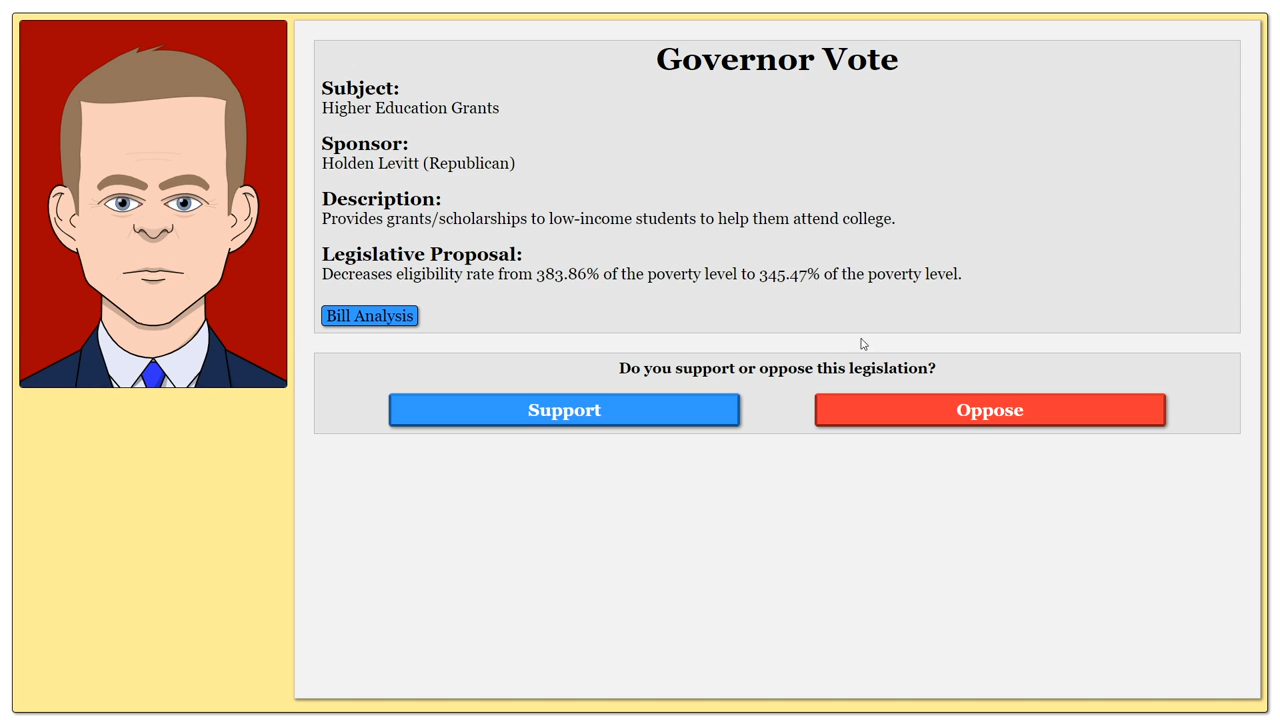 Governor Vote
Subject:
Higher Education Grants
Sponsor:
Holden Levitt (Republican)
Description:
Provides grants/scholarships to low-income students to help them attend college.
Legislative Proposal:
Decreases eligibility rate from 383.86% of the poverty level to 345.47% of the poverty level.
Bill Analysis
Do you support or oppose this legislation?
Support
Oppose